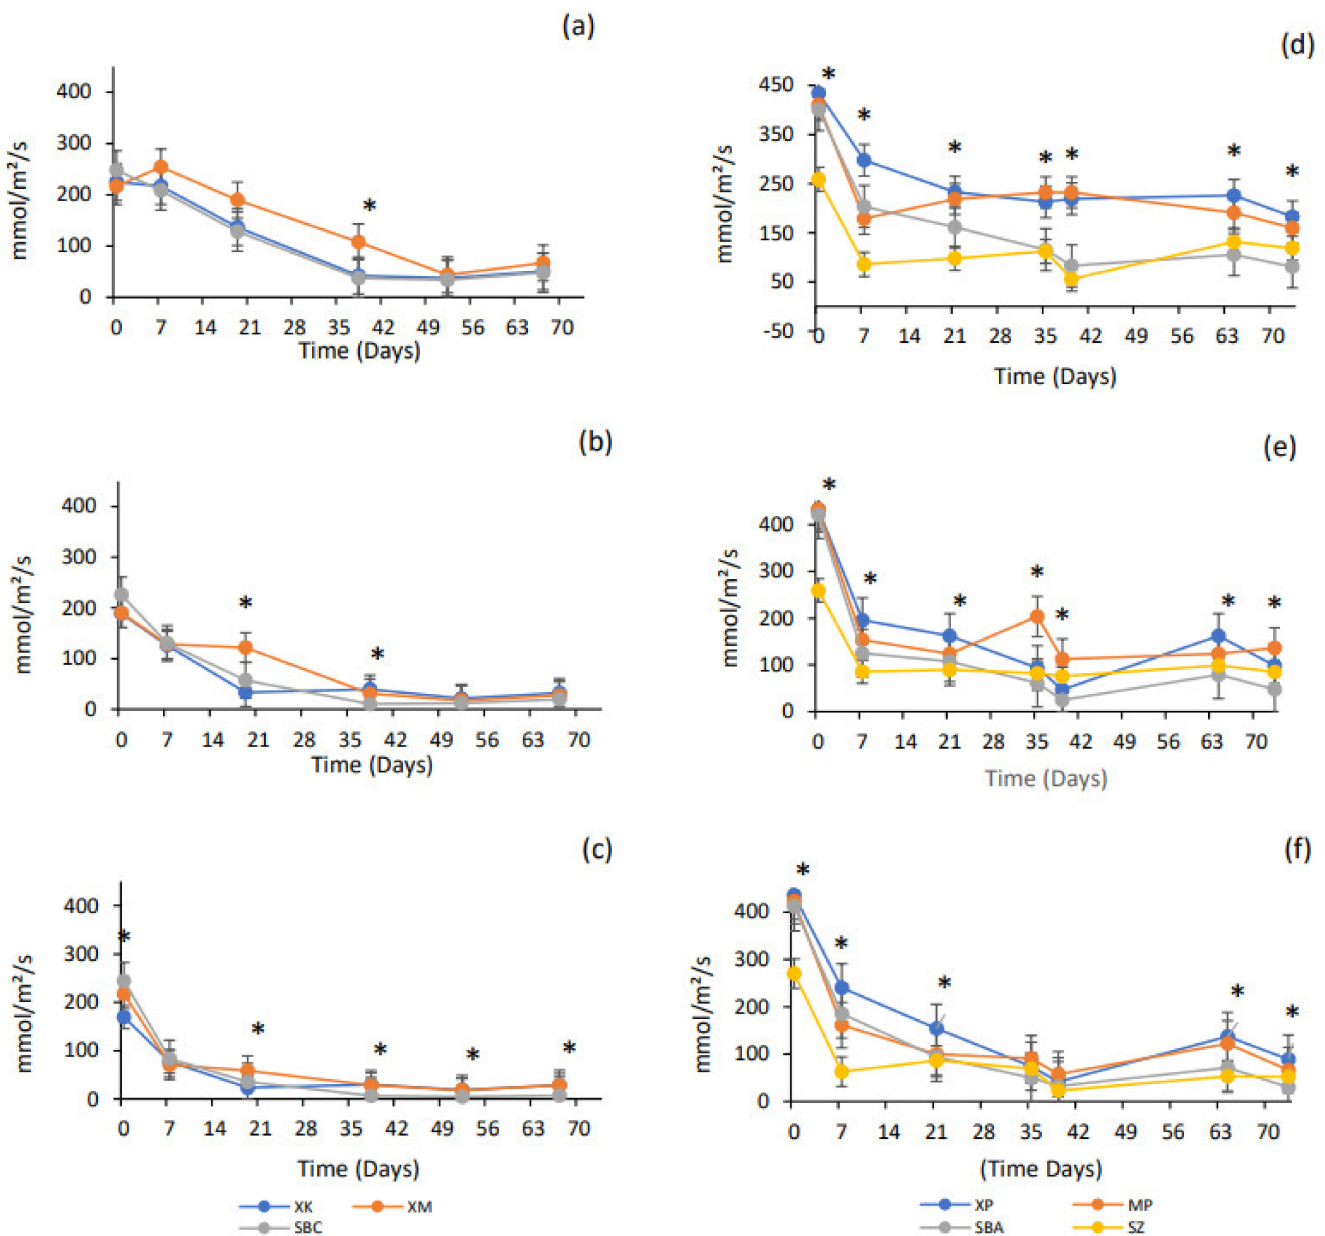 (a)
400
300
200
100
0
mmol/m²/s
*
0 7 14 21 28 35 42 49 56 63 70
Time (Days)
(d)
450
350
250
150
50
-50
mmol/m²/s
* * * * * * *
0 7 14 21 28 35 42 49 56 63 70
Time (Days)
(b)
400
300
200
100
0
mmol/m²/s
* *
0 7 14 21 28 35 42 49 56 63 70
Time (Days)
(e)
400
300
200
100
0
mmol/m²/s
* * * * * * *
0 7 14 21 28 35 42 49 56 63 70
Time (Days)
(c)
400
300
200
100
0
mmol/m²/s
* * * * *
0 7 14 21 28 35 42 49 56 63 70
Time (Days)
XK XM
SBC
(f)
400
300
200
100
0
mmol/m²/s
* * * * *
0 7 14 21 28 35 42 49 56 63 70
(Time Days)
XP MP
SBA SZ